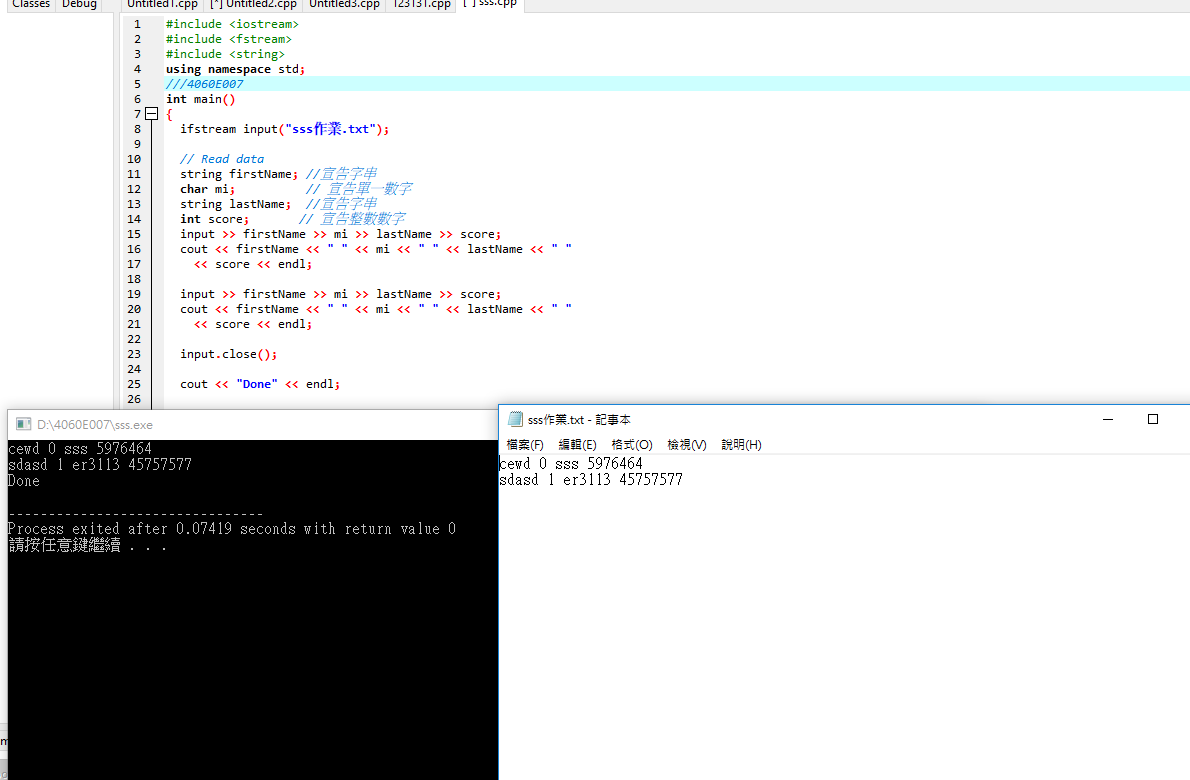 Classes Debug Untitled1.cpp [*] Untitled2.cpp Untitled3.cpp 123131.cpp [*] sss.cpp
1 #include <iostream>
2 #include <fstream>
3 #include <string>
4 using namespace std;
5 ///4060E007
6 int main()
7 {
8 ifstream input("sss作業.txt");
9
10 // Read data
11 string firstName; //宣告字串
12 char mi; // 宣告單一數字
13 string lastName; //宣告字串
14 int score; // 宣告整數數字
15 input >> firstName >> mi >> lastName >> score;
16 cout << firstName << " " << mi << " " << lastName << " "
17 << score << endl;
18
19 input >> firstName >> mi >> lastName >> score;
20 cout << firstName << " " << mi << " " << lastName << " "
21 << score << endl;
22
23 input.close();
24
25 cout << "Done" << endl;
26
D:\4060E007\sss.exe
cewd 0 sss 5976464
sdasd 1 er3113 45757577
Done
--------------------------------
Process exited after 0.07419 seconds with return value 0
請按任意鍵繼續 . . .
sss作業.txt - 記事本
檔案(F) 編輯(E) 格式(O) 檢視(V) 說明(H)
cewd 0 sss 5976464
sdasd 1 er3113 45757577